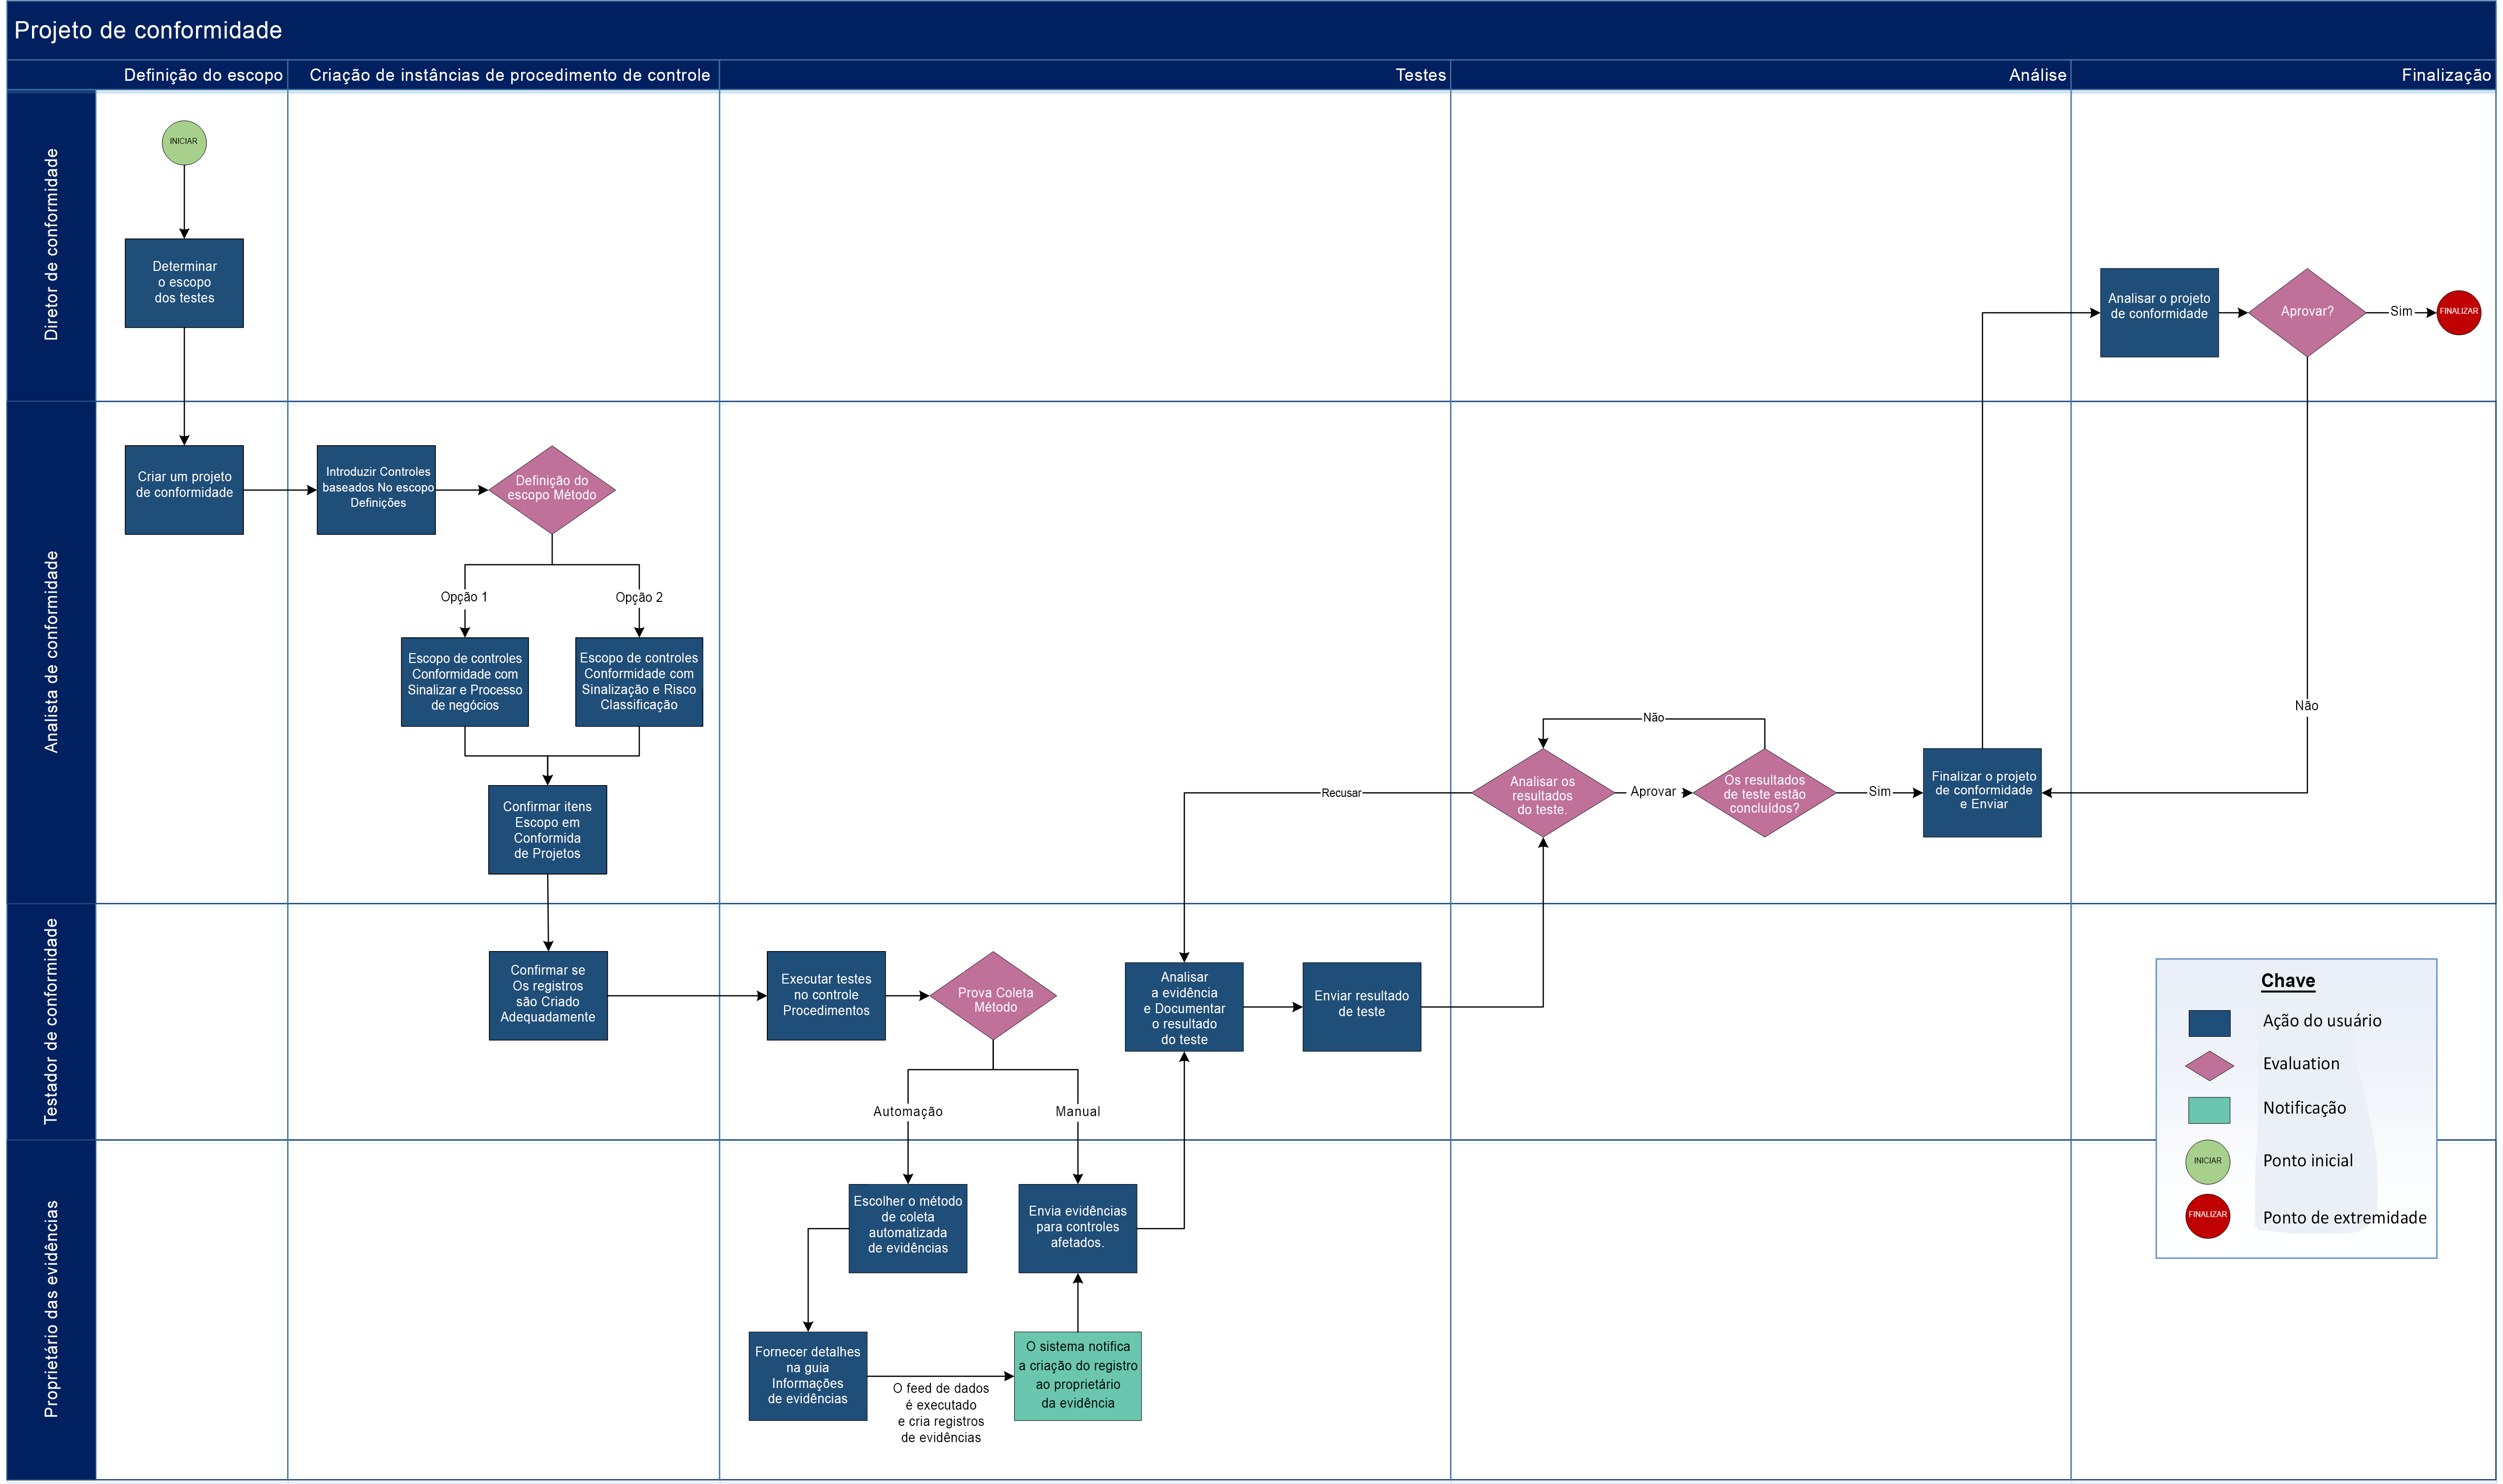 Projeto de conformidade
Definição do escopo
Criação de instâncias de procedimento de controle
Testes
Análise
Finalização
Diretor de conformidade
INICIAR
Determinar
o escopo
dos testes
Analisar o projeto
de conformidade
Aprovar?
Sim
FINALIZAR
Analista de conformidade
Criar um projeto
de conformidade
Introduzir Controles
baseados No escopo
Definições
Definição do
escopo Método
Opção 1
Opção 2
Escopo de controles
Conformidade com
Sinalizar e Processo
de negócios
Escopo de controles
Conformidade com
Sinalização e Risco
Classificação
Confirmar itens
Escopo em
Conformida
de Projetos
Não
Não
Recusar
Analisar os
resultados
do teste.
Aprovar
Os resultados
de teste estão
concluídos?
Sim
Finalizar o projeto
de conformidade
e Enviar
Testador de conformidade
Confirmar se
Os registros
são Criado
Adequadamente
Executar testes
no controle
Procedimentos
Prova Coleta
Método
Automação
Manual
Analisar
a evidência
e Documentar
o resultado
do teste
Enviar resultado
de teste
Proprietário das evidências
Escolher o método
de coleta
automatizada
de evidências
Envia evidências
para controles
afetados.
Fornecer detalhes
na guia
Informações
de evidências
O feed de dados
é executado
e cria registros
de evidências
O sistema notifica
a criação do registro
ao proprietário
da evidência
Chave
Ação do usuário
Evaluation
Notificação
INICIAR
Ponto inicial
FINALIZAR
Ponto de extremidade